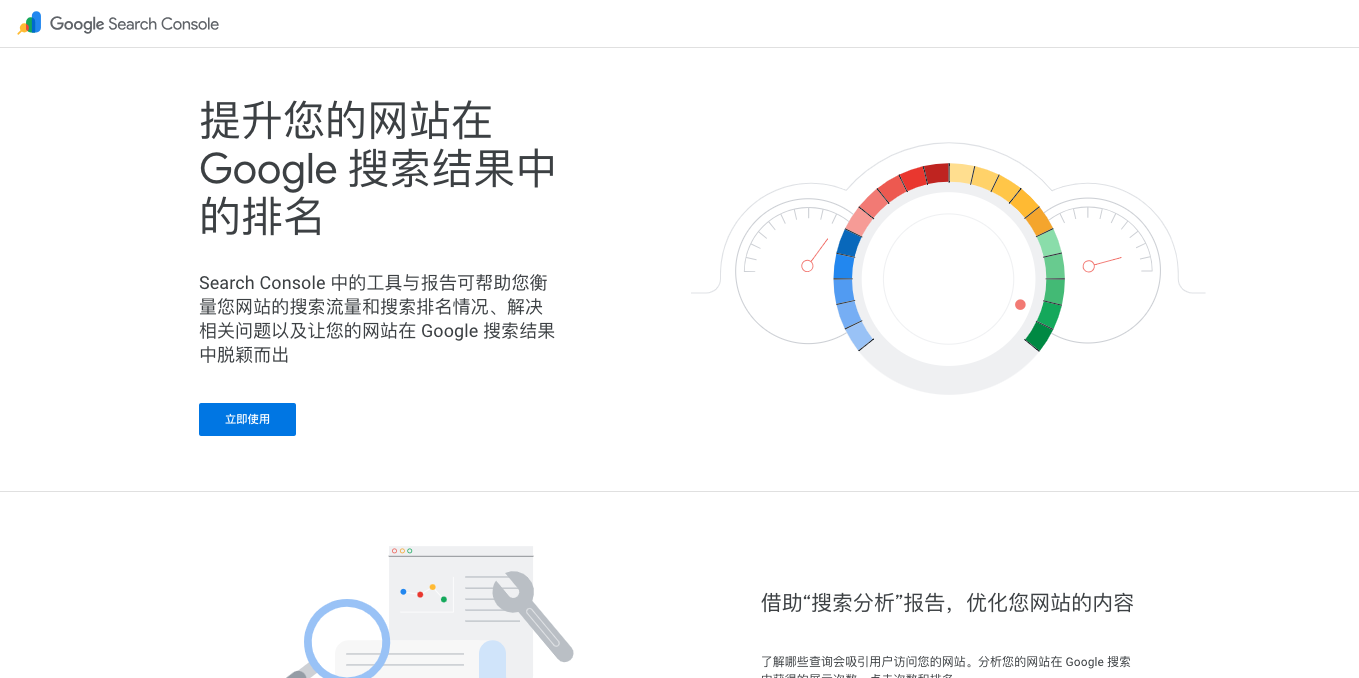 Google Search Console
提升您的网站在
Google 搜索结果中
的排名
Search Console 中的工具与报告可帮助您衡
量您网站的搜索流量和搜索排名情况、解决
相关问题以及让您的网站在 Google 搜索结果
中脱颖而出
立即使用
借助“搜索分析”报告，优化您网站的内容
了解哪些查询会吸引用户访问您的网站。分析您的网站在 Google 搜索